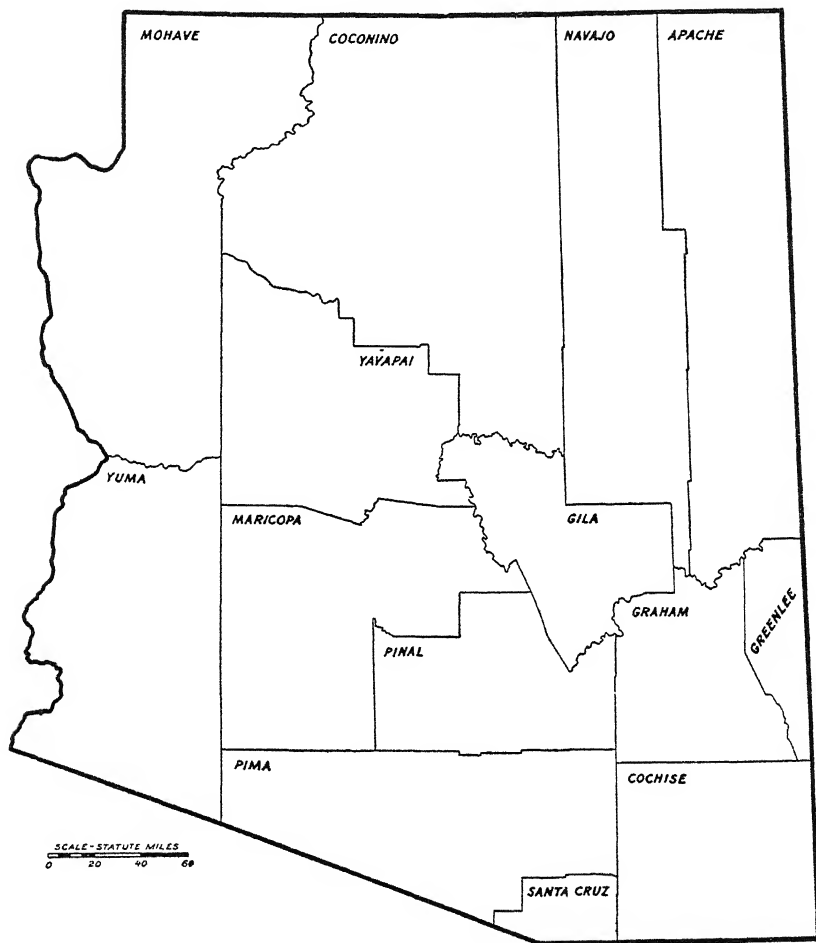 MOHAVE
COCONINO
NAVAJO
APACHE
YAVAPAI
YUMA
MARICOPA
GILA
GRAHAM
GREENLEE
PINAL
PIMA
COCHISE
SCALE-STATUTE MILES
0 20 40 60
SANTA CRUZ